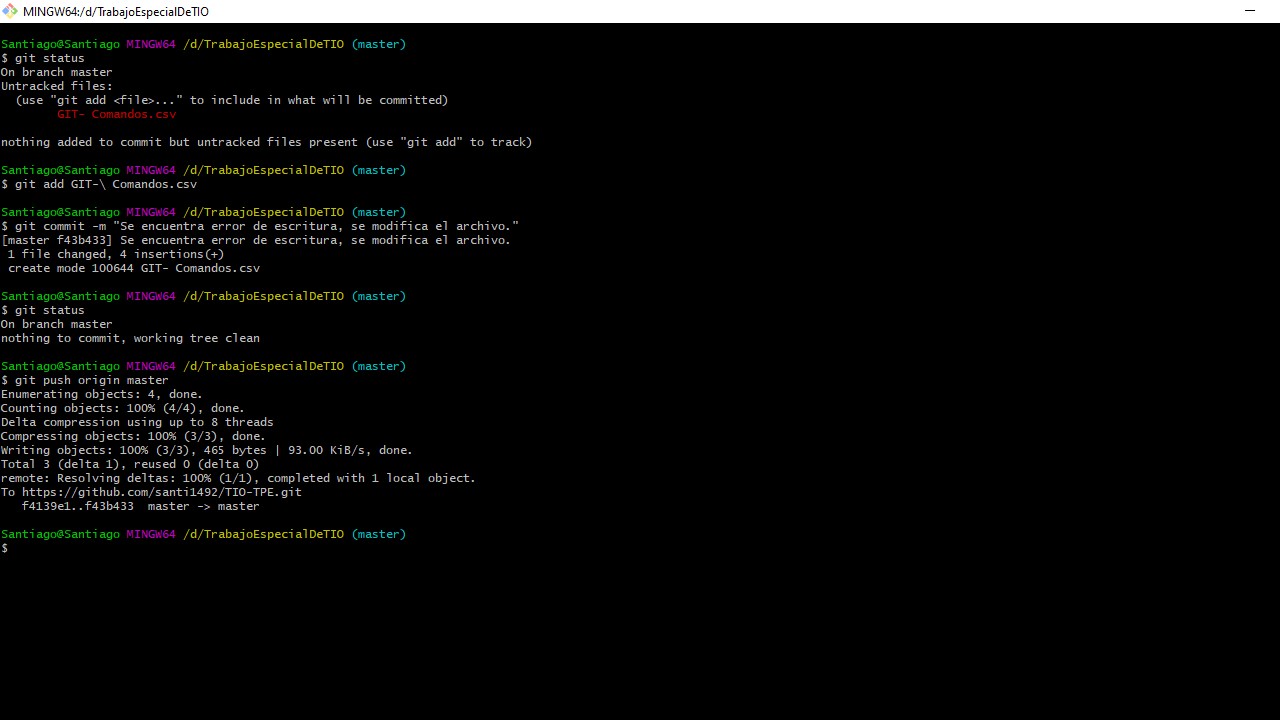 MINGW64:/d/TrabajoEspecialDeTIO
Santiago@Santiago MINGW64 /d/TrabajoEspecialDeTIO (master)
$ git status
On branch master
Untracked files:
  (use "git add <file>..." to include in what will be committed)
        GIT- Comandos.csv
nothing added to commit but untracked files present (use "git add" to track)
Santiago@Santiago MINGW64 /d/TrabajoEspecialDeTIO (master)
$ git add GIT-\ Comandos.csv
Santiago@Santiago MINGW64 /d/TrabajoEspecialDeTIO (master)
$ git commit -m "Se encuentra error de escritura, se modifica el archivo."
[master f43b433] Se encuentra error de escritura, se modifica el archivo.
 1 file changed, 4 insertions(+)
 create mode 100644 GIT- Comandos.csv
Santiago@Santiago MINGW64 /d/TrabajoEspecialDeTIO (master)
$ git status
On branch master
nothing to commit, working tree clean
Santiago@Santiago MINGW64 /d/TrabajoEspecialDeTIO (master)
$ git push origin master
Enumerating objects: 4, done.
Counting objects: 100% (4/4), done.
Delta compression using up to 8 threads
Compressing objects: 100% (3/3), done.
Writing objects: 100% (3/3), 465 bytes | 93.00 KiB/s, done.
Total 3 (delta 1), reused 0 (delta 0)
remote: Resolving deltas: 100% (1/1), completed with 1 local object.
To https://github.com/santi1492/TIO-TPE.git
   f4139e1..f43b433  master -> master
Santiago@Santiago MINGW64 /d/TrabajoEspecialDeTIO (master)
$